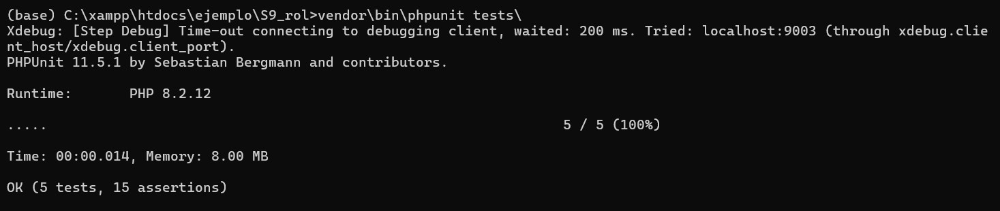 (base) C:\xampp\htdocs\ejemplo\S9_rol>vendor\bin\phpunit tests\
Xdebug: [Step Debug] Time-out connecting to debugging client, waited: 200 ms. Tried: localhost:9003 (through xdebug.clie
nt_host/xdebug.client_port).
PHPUnit 11.5.1 by Sebastian Bergmann and contributors.
Runtime:       PHP 8.2.12
.....                                                               5 / 5 (100%)
Time: 00:00.014, Memory: 8.00 MB
OK (5 tests, 15 assertions)